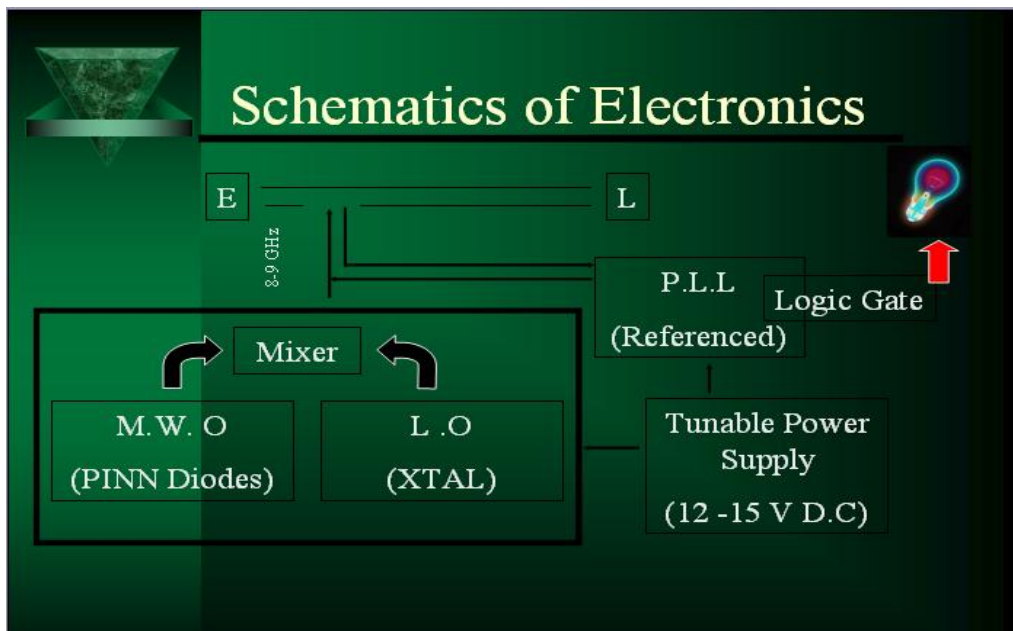 Schematics of Electronics
E
L
8-9 GHz
P.L.L
(Referenced)
Logic Gate
Mixer
M.W. O
(PINN Diodes)
L .O
(XTAL)
Tunable Power
Supply
(12 -15 V D.C)